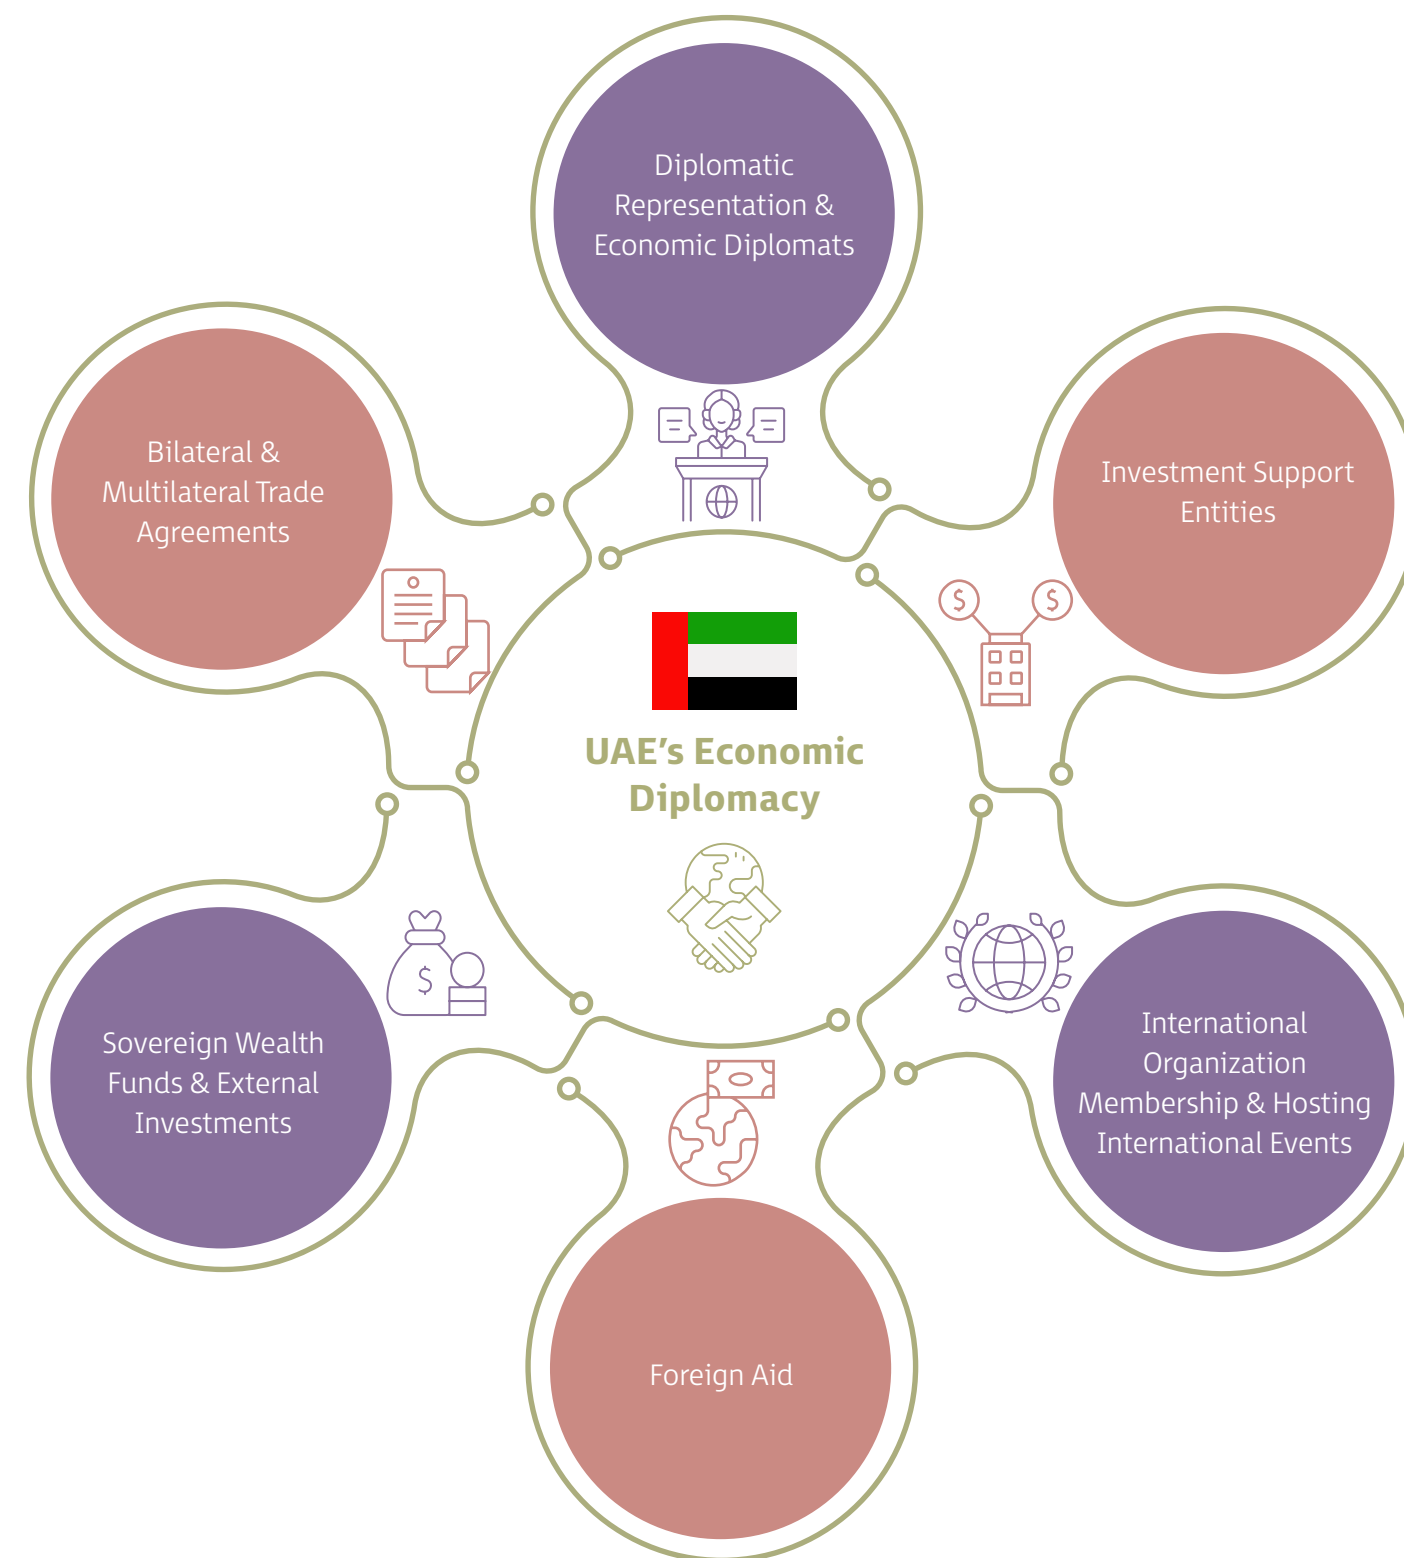 Diplomatic
Representation &
Economic Diplomats
Bilateral &
Multilateral Trade
Agreements
Investment Support
Entities
UAE’s Economic
Diplomacy
$
$
$
Sovereign Wealth
Funds & External
Investments
International
Organization
Membership & Hosting
International Events
Foreign Aid